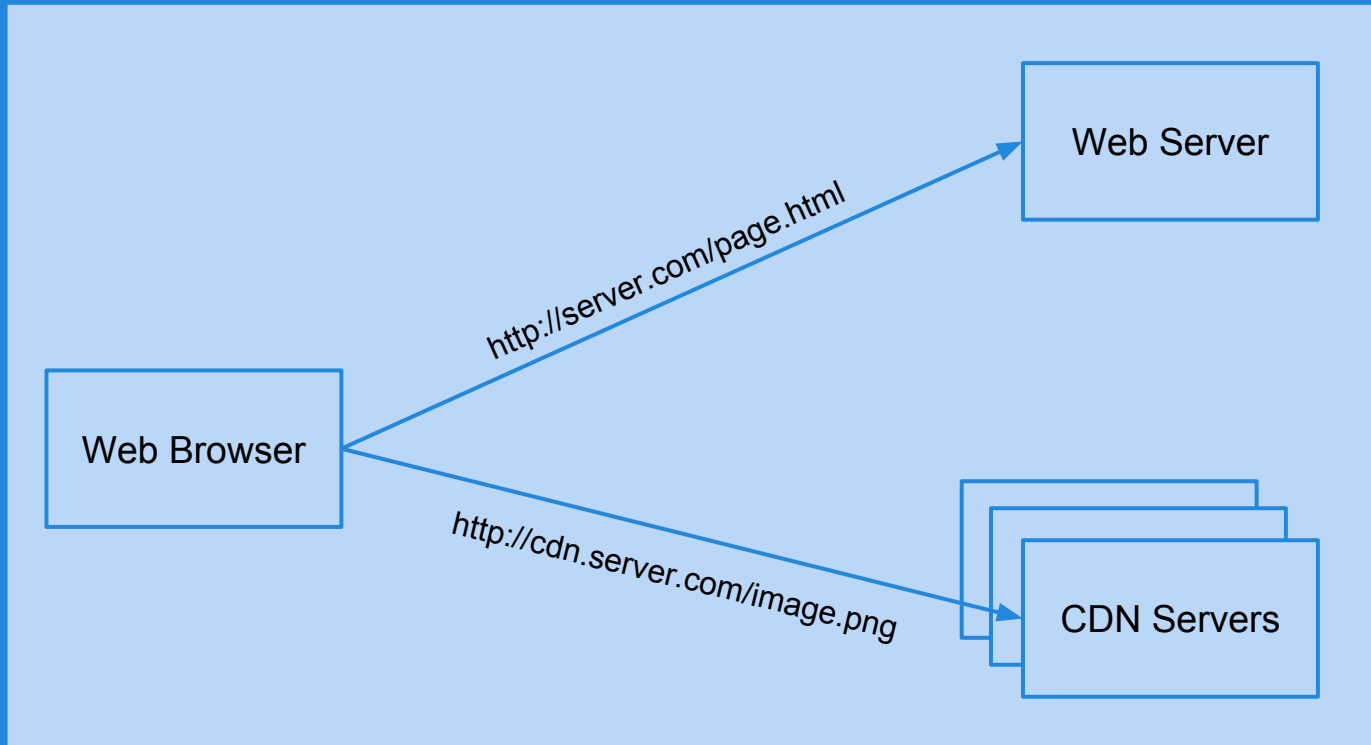 Web Server
http://server.com/page.html
Web Browser
http://cdn.server.com/image.png
CDN Servers